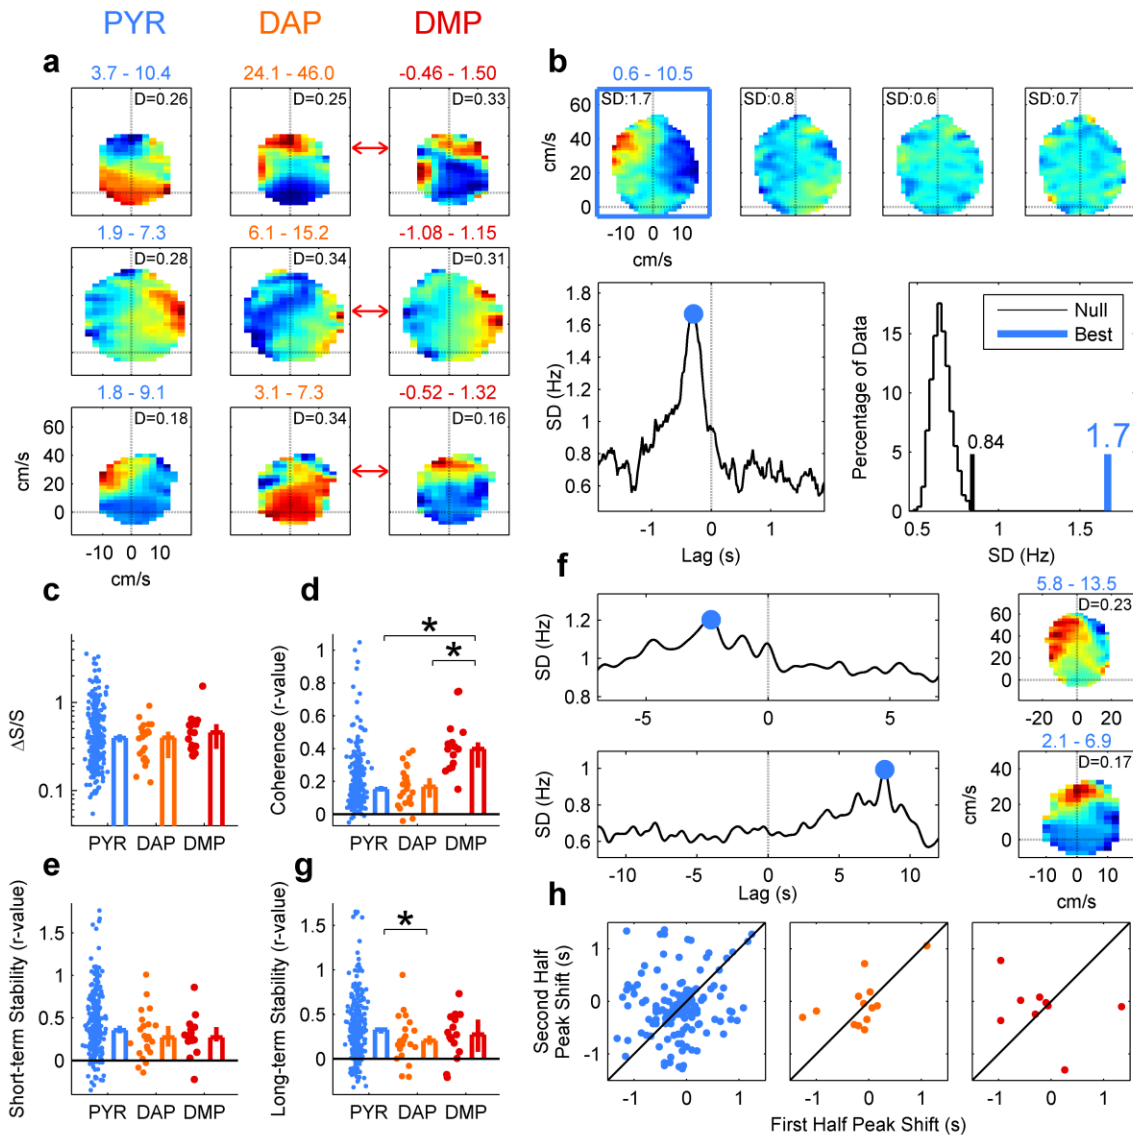 PYR DAP DMP
a
3.7 - 10.4 24.1 - 46.0 -0.46 - 1.50
D=0.26 D=0.25 D=0.33
1.9 - 7.3 6.1 - 15.2 -1.08 - 1.15
D=0.28 D=0.34 D=0.31
1.8 - 9.1 3.1 - 7.3 -0.52 - 1.32
D=0.18 D=0.34 D=0.16
cm/s
60
40
20
0
-10 0 10
cm/s
b
0.6 - 10.5
SD:1.7 SD:0.8 SD:0.6 SD:0.7
cm/s
60
40
20
0
-10 0 10
cm/s
SD (Hz)
1.8
1.6
1.4
1.2
1
0.8
0.6
-1 0 1
Lag (s)
Percentage of Data
15
10
5
0
Null
Best
0.84
1.7
0.5 1 1.5
SD (Hz)
c
ΔS/S
1
0.1
PYR DAP DMP
d
Coherence (r-value)
1
0.8
0.6
0.4
0.2
0
* *
PYR DAP DMP
e
Short-term Stability (r-value)
1.5
1
0.5
0
PYR DAP DMP
f
SD (Hz)
1.2
1
0.8
-5 0 5
5.8 - 13.5
D=0.23
60
40
20
0
-20 0 20
SD (Hz)
1
0.8
0.6
-10 -5 0 5 10
Lag (s)
2.1 - 6.9
D=0.17
cm/s
60
40
20
0
-10 0 10
cm/s
g
Long-term Stability (r-value)
1.5
1
0.5
0
*
PYR DAP DMP
h
Second Half
Peak Shift (s)
1
0
-1
-1 0 1 -1 0 1 -1 0 1
First Half Peak Shift (s)